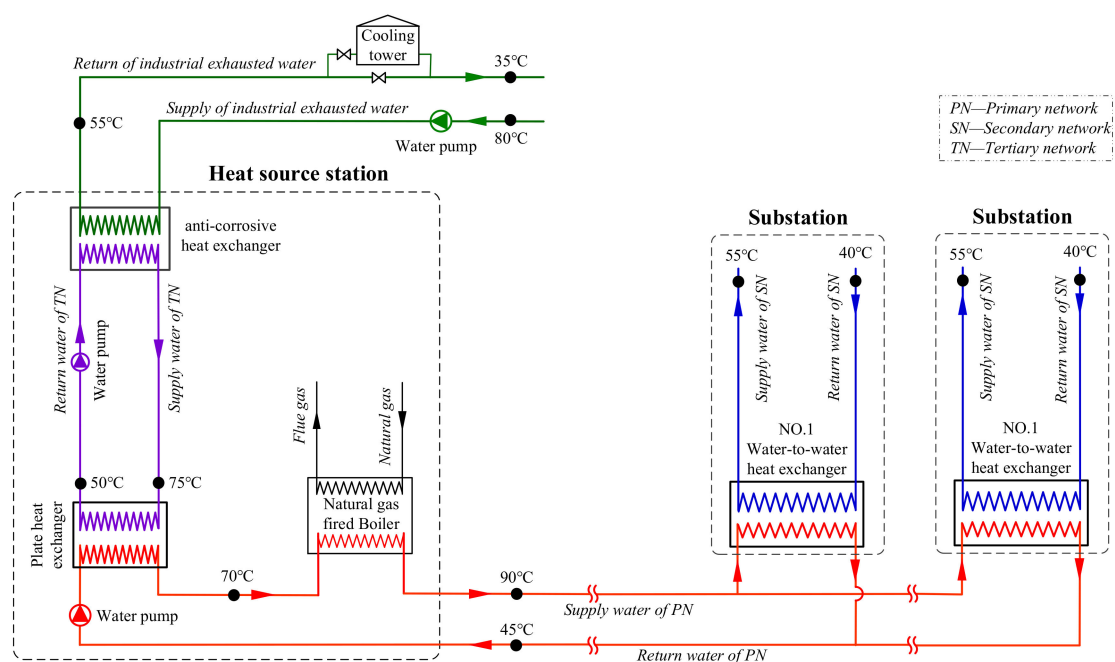 Cooling
tower
Return of industrial exhausted water
35℃
Supply of industrial exhausted water
55℃
Water pump
80℃
PN—Primary network
SN—Secondary network
TN—Tertiary network
Heat source station
anti-corrosive
heat exchanger
Substation
Substation
55℃
40℃
55℃
40℃
Supply water of SN
Return water of SN
Supply water of SN
Return water of SN
Return water of TN
Water pump
Supply water of TN
Flue gas
Natural gas
NO.1
Water-to-water
heat exchanger
NO.1
Water-to-water
heat exchanger
50℃
75℃
Plate heat
exchanger
Natural gas
fired Boiler
70℃
90℃
Supply water of PN
Water pump
45℃
Return water of PN